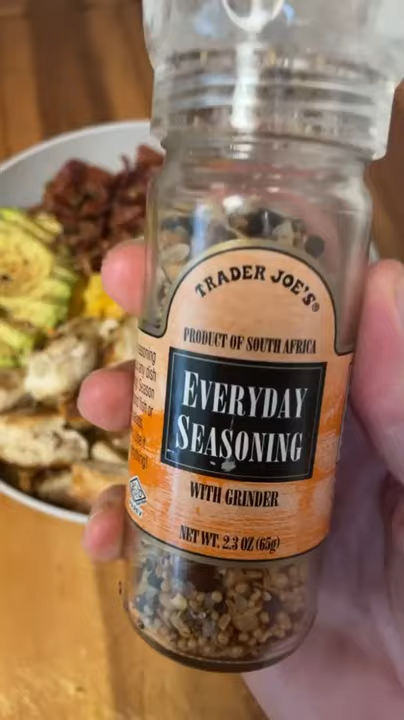 TRADER JOE'S®
PRODUCT OF SOUTH AFRICA
EVERYDAY
SEASONING
WITH GRINDER
NET WT. 2.3 OZ (65g)